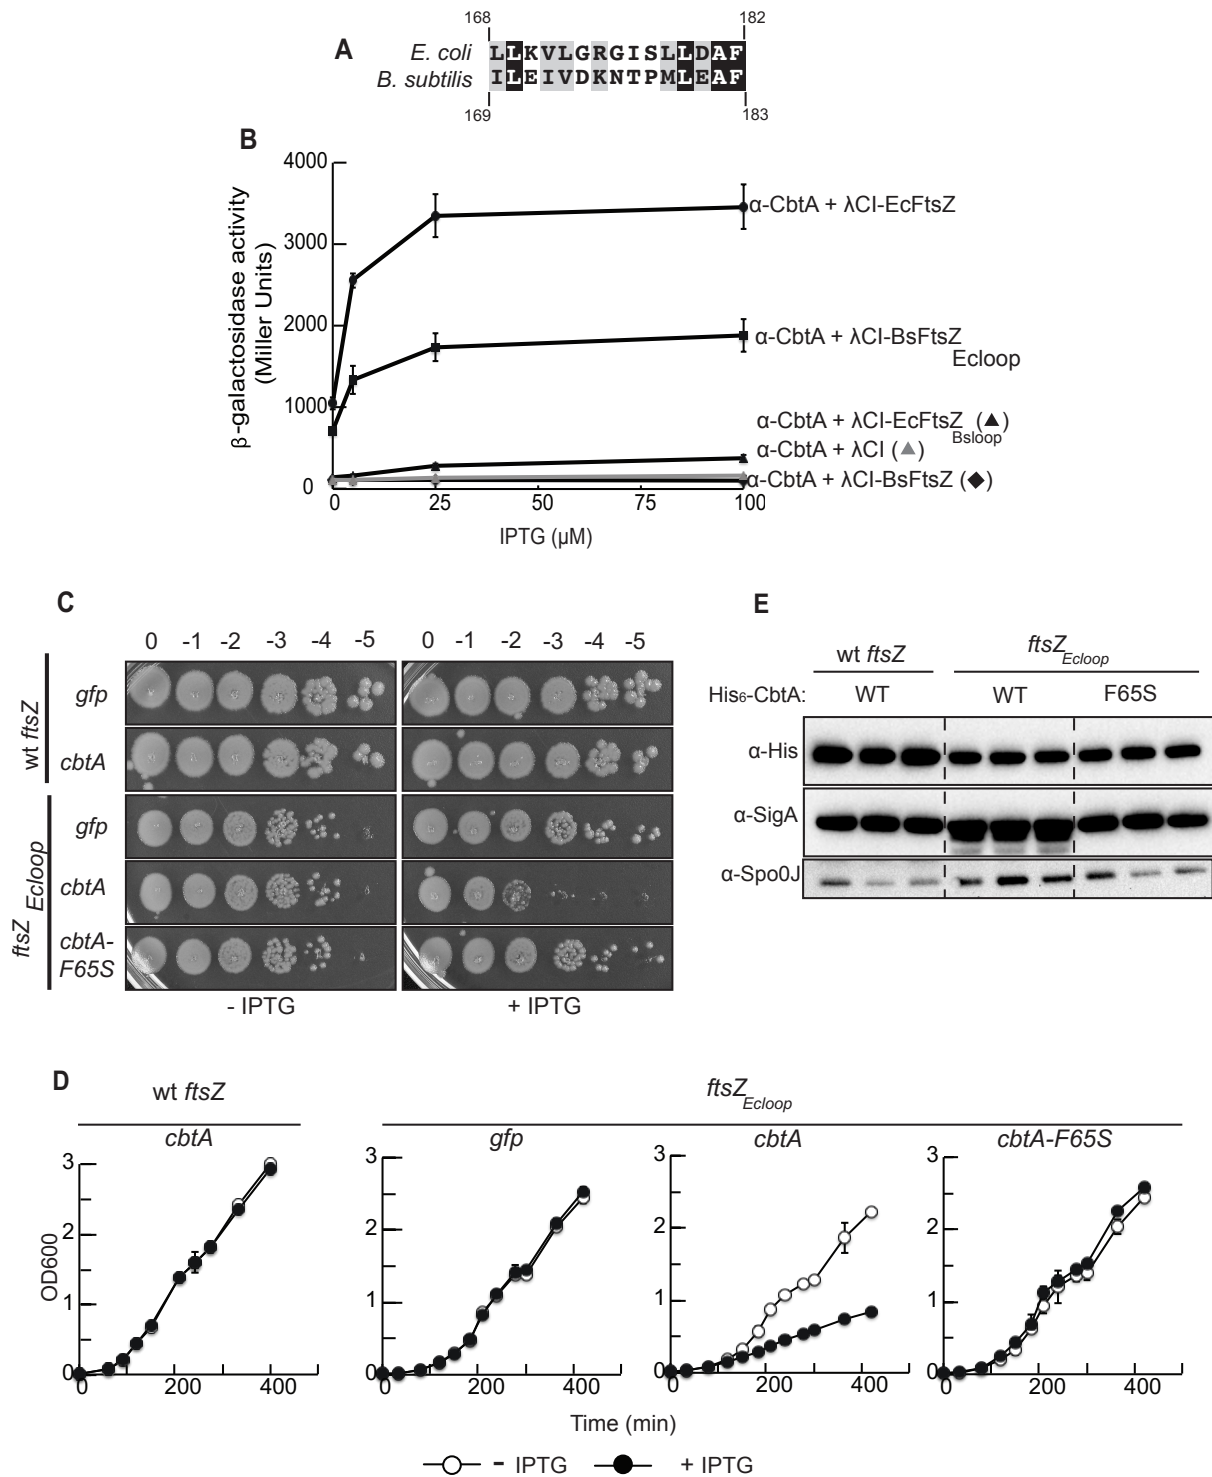 A
168 182
E. coli LLKVLGRGISLLDAF
B. subtilis ILEIVDKNTPMLEAF
169 183
B
β-galactosidase activity
(Miller Units)
4000
3000
2000
1000
0
0 25 50 75 100
IPTG (µM)
α-CbtA + λCI-EcFtsZ
α-CbtA + λCI-BsFtsZ Ecloop
α-CbtA + λCI-EcFtsZ Bsloop (▲)
α-CbtA + λCI (▲)
α-CbtA + λCI-BsFtsZ (◆)
C
0 -1 -2 -3 -4 -5 0 -1 -2 -3 -4 -5
wt ftsZ
gfp
cbtA
ftsZ Ecloop
gfp
cbtA
cbtA-
F65S
- IPTG + IPTG
E
wt ftsZ ftsZ Ecloop
His6-CbtA: WT WT F65S
α-His
α-SigA
α-Spo0J
D
wt ftsZ ftsZ Ecloop
cbtA gfp cbtA cbtA-F65S
OD600
3 3 3 3
2 2 2 2
1 1 1 1
0 0 0 0
0 200 400 0 200 400 0 200 400 0 200 400
Time (min)
- IPTG + IPTG